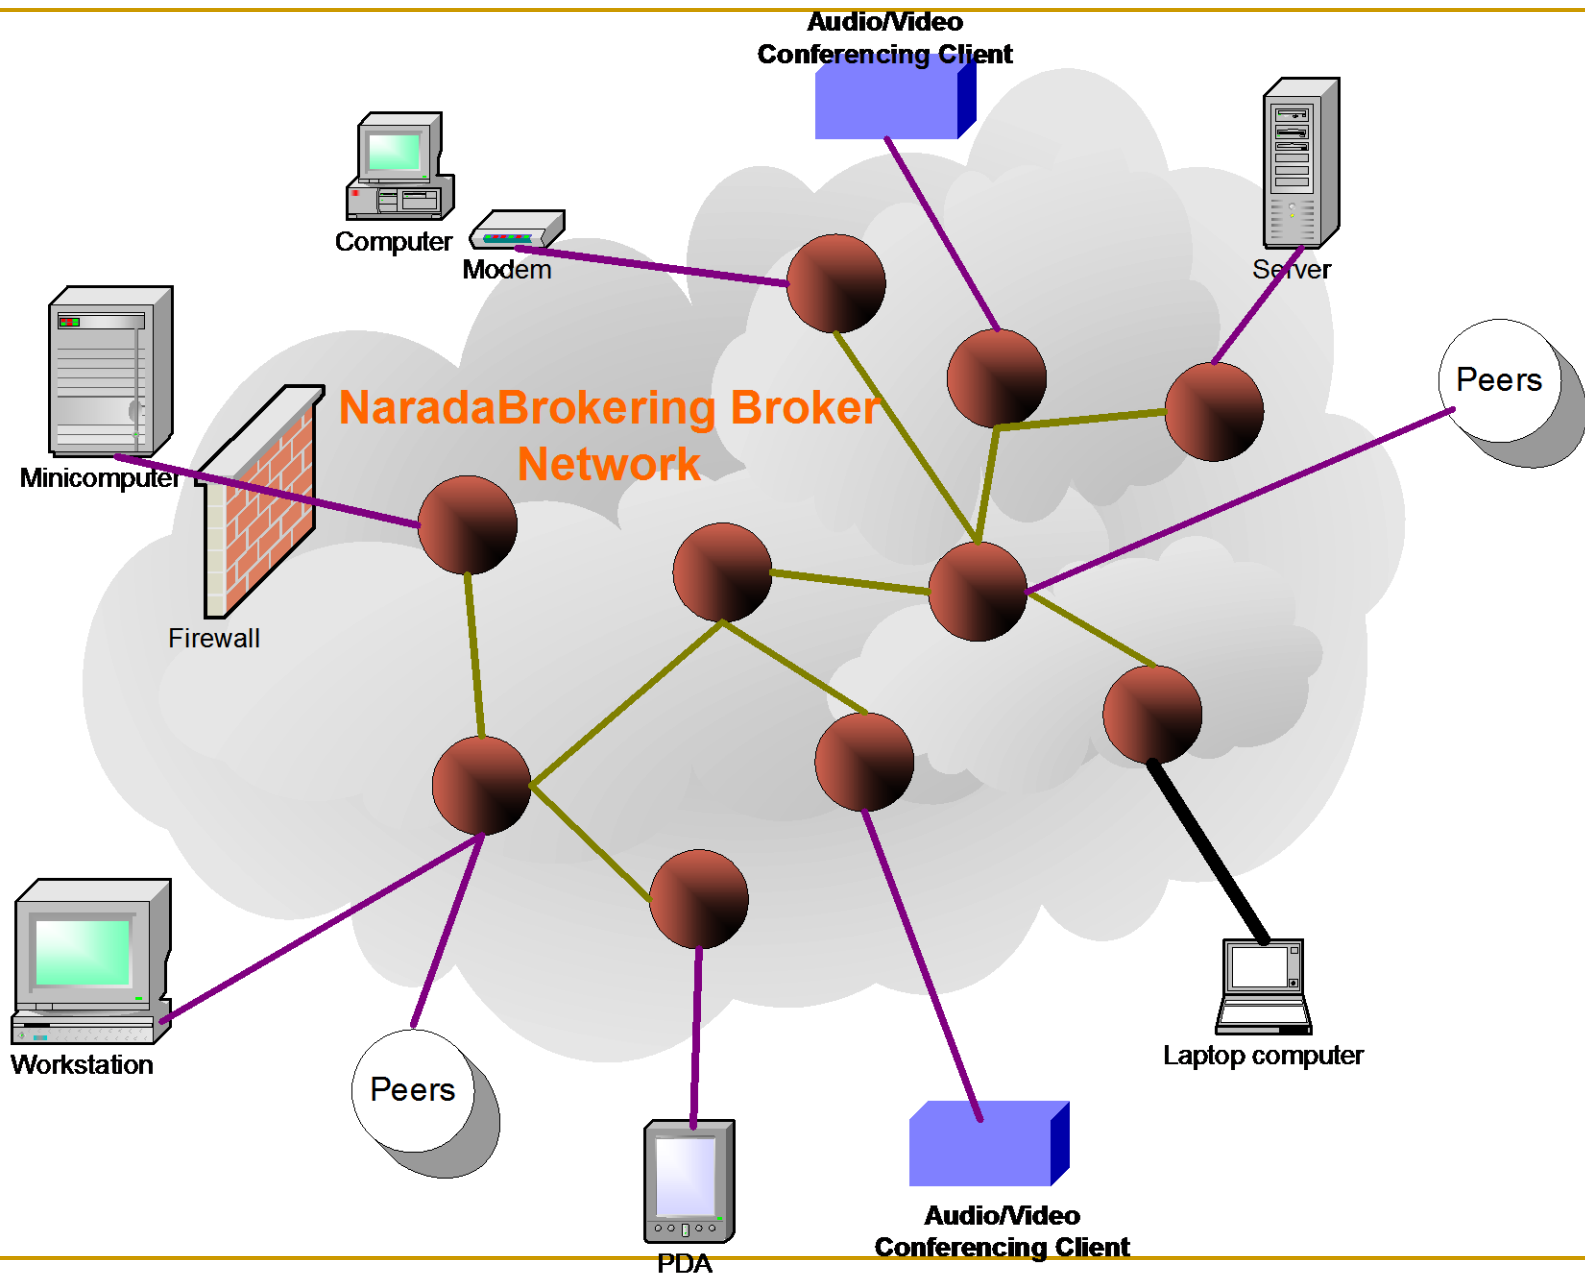 Audio/Video
Conferencing Client
Computer
Modem
Server
Peers
NaradaBrokering Broker
Network
Minicomputer
Firewall
Workstation
Peers
Laptop computer
PDA
Audio/Video
Conferencing Client